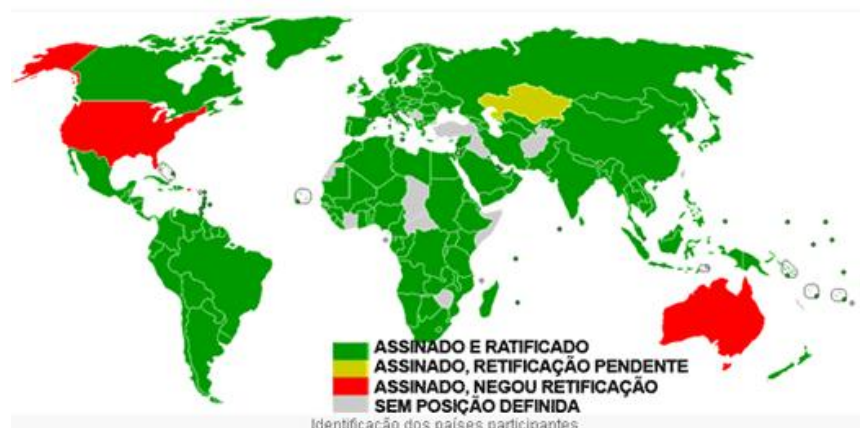 ASSINADO E RATIFICADO
ASSINADO, RETIFICAÇÃO PENDENTE
ASSINADO, NEGOU RETIFICAÇÃO
SEM POSIÇÃO DEFINIDA
Identificação dos países participantes